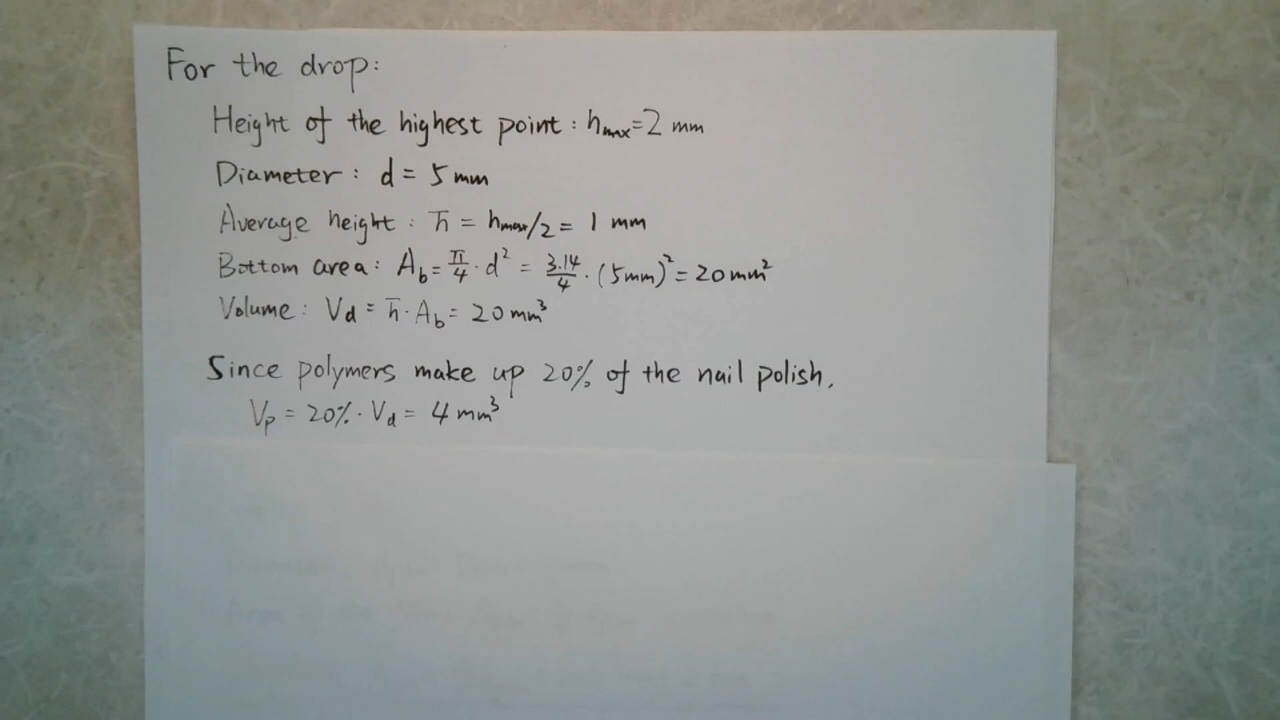 For the drop:
Height of the highest point : hmax=2 mm
Diameter : d = 5 mm
Average height : h̄ = hmax/2 = 1 mm
Bottom area : Ab = π/4 · d² = 3.14/4 · (5mm)² = 20 mm²
Volume : Vd = h̄ · Ab = 20 mm³
Since polymers make up 20% of the nail polish,
Vp = 20% · Vd = 4 mm³